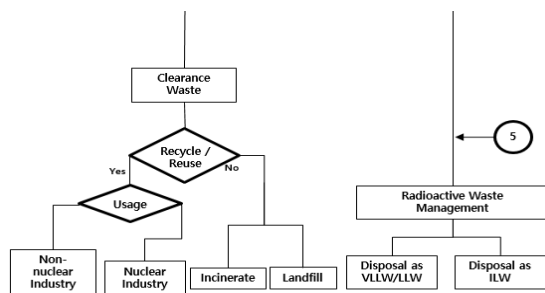 Clearance
Waste
Recycle /
Reuse
Yes
No
Usage
Non-
nuclear
Industry
Nuclear
Industry
Incinerate
Landfill
5
Radioactive Waste
Management
Disposal as
VLLW/LLW
Disposal as
ILW